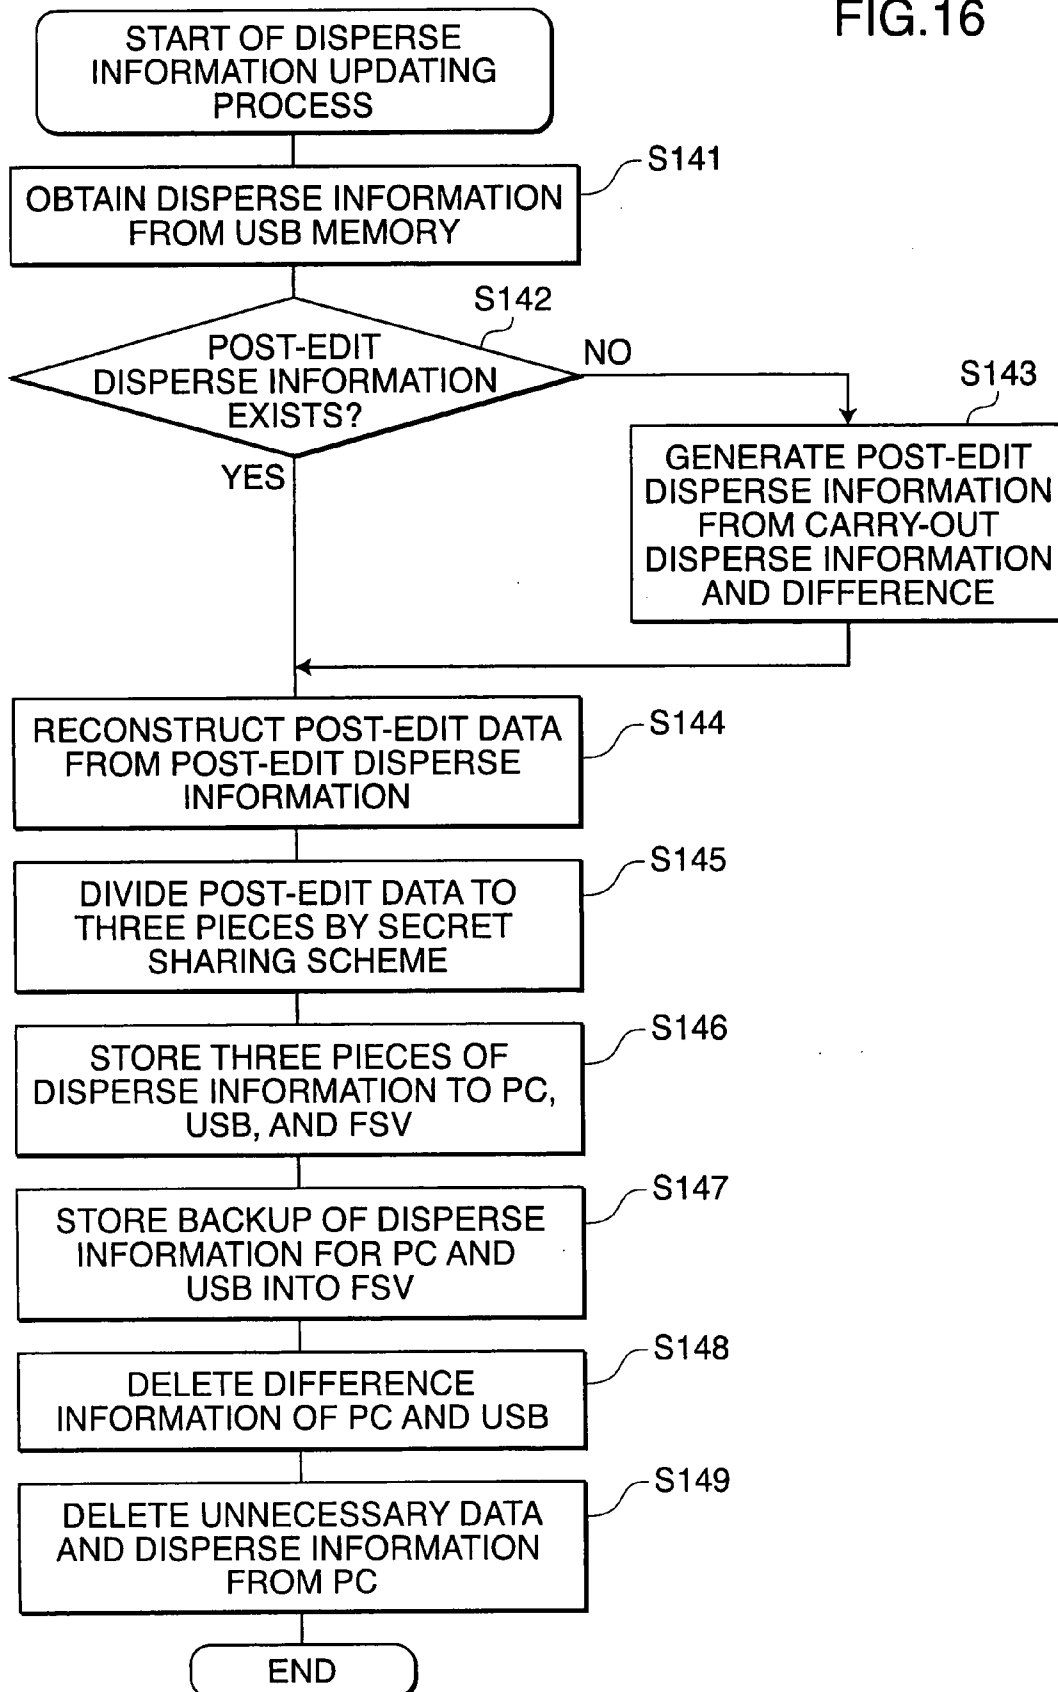 FIG.16
START OF DISPERSE
INFORMATION UPDATING
PROCESS
S141
OBTAIN DISPERSE INFORMATION
FROM USB MEMORY
S142
POST-EDIT
DISPERSE INFORMATION
EXISTS?
NO
YES
S143
GENERATE POST-EDIT
DISPERSE INFORMATION
FROM CARRY-OUT
DISPERSE INFORMATION
AND DIFFERENCE
S144
RECONSTRUCT POST-EDIT DATA
FROM POST-EDIT DISPERSE
INFORMATION
S145
DIVIDE POST-EDIT DATA TO
THREE PIECES BY SECRET
SHARING SCHEME
S146
STORE THREE PIECES OF
DISPERSE INFORMATION TO PC,
USB, AND FSV
S147
STORE BACKUP OF DISPERSE
INFORMATION FOR PC AND
USB INTO FSV
S148
DELETE DIFFERENCE
INFORMATION OF PC AND USB
S149
DELETE UNNECESSARY DATA
AND DISPERSE INFORMATION
FROM PC
END